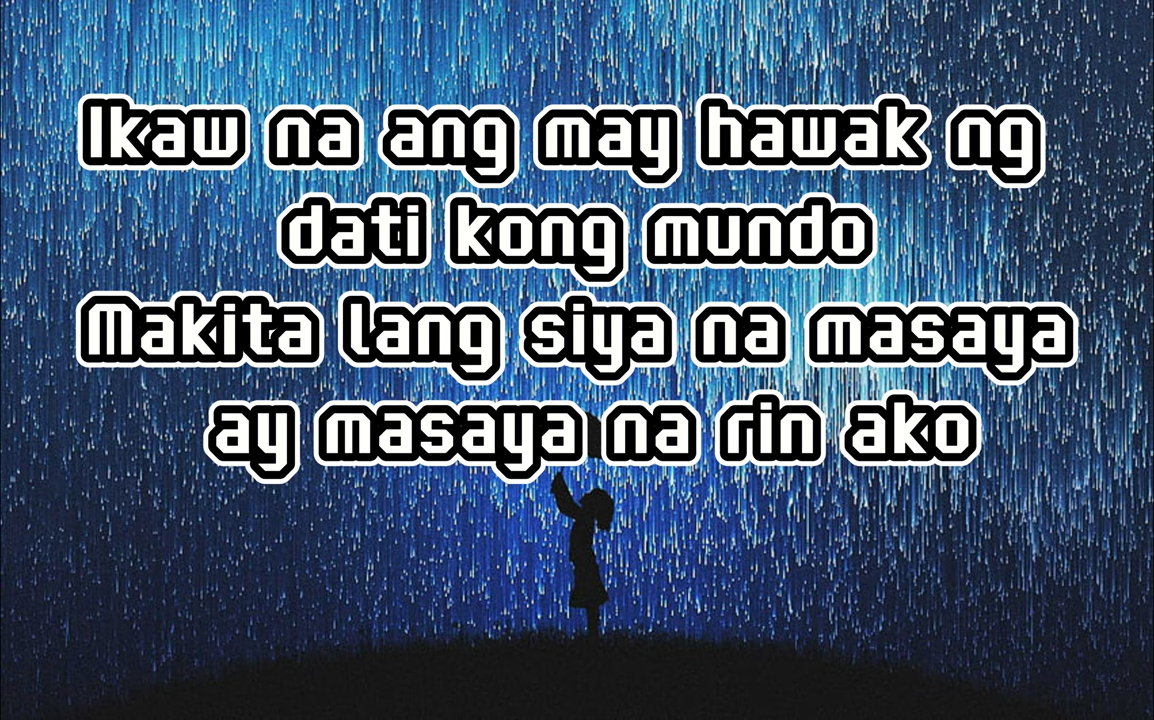 Ikaw na ang may hawak ng
dati kong mundo
Makita lang siya na masaya
ay masaya na rin ako